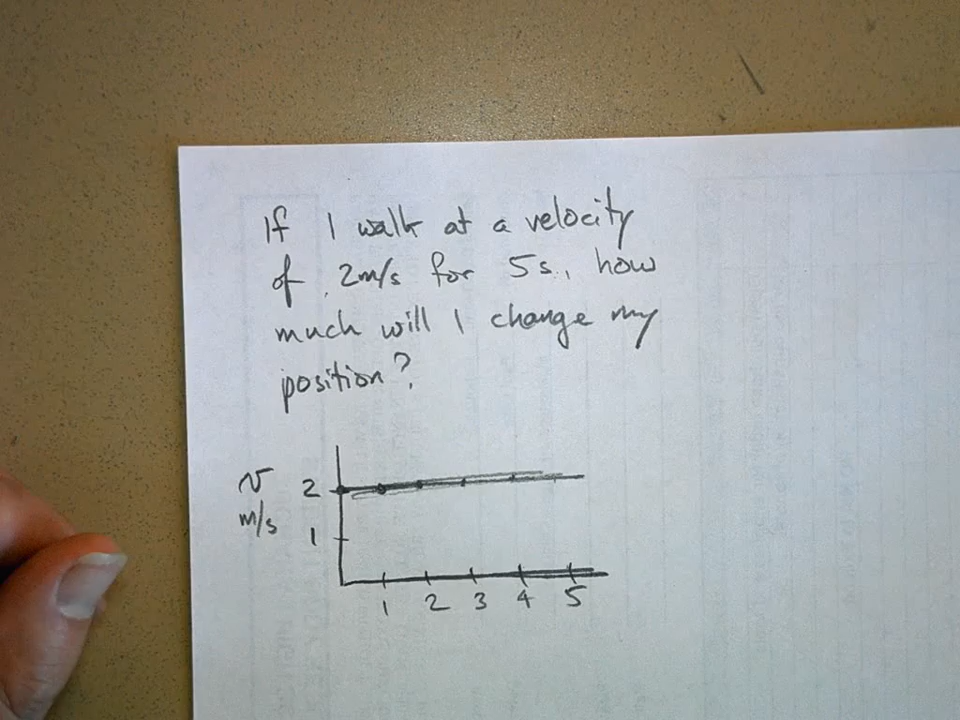 If I walk at a velocity
of 2m/s for 5s, how
much will I change my
position?
v
m/s
2
1
1 2 3 4 5